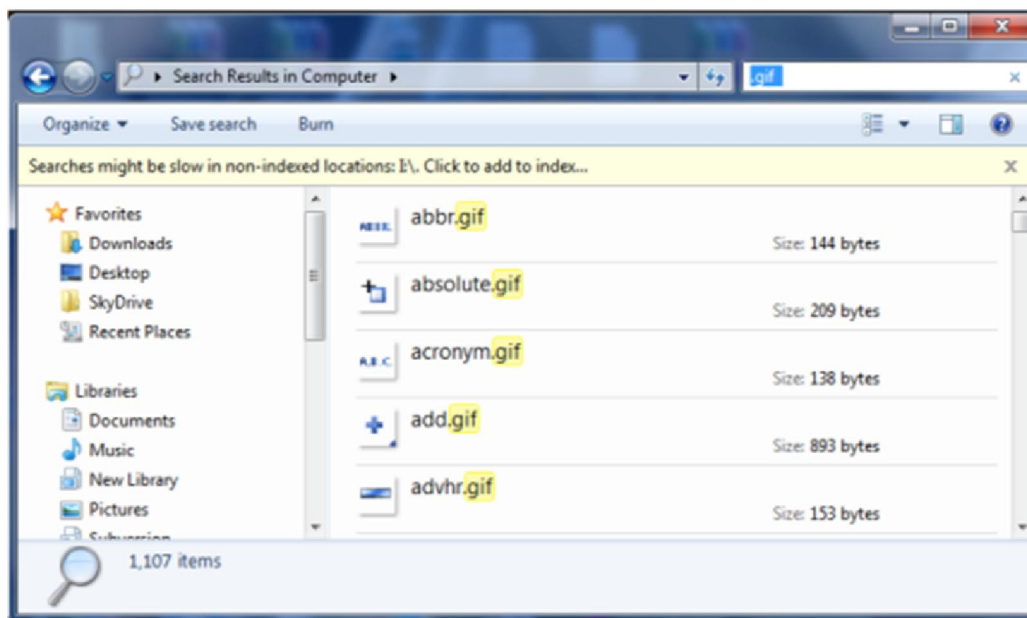 Search Results in Computer
.gif
Organize
Save search
Burn
Searches might be slow in non-indexed locations: I:\. Click to add to index...
Favorites
Downloads
Desktop
SkyDrive
Recent Places
Libraries
Documents
Music
New Library
Pictures
Subversion
abbr.gif
Size: 144 bytes
absolute.gif
Size: 209 bytes
A.B.C.
acronym.gif
Size: 138 bytes
add.gif
Size: 893 bytes
advhr.gif
Size: 153 bytes
1,107 items